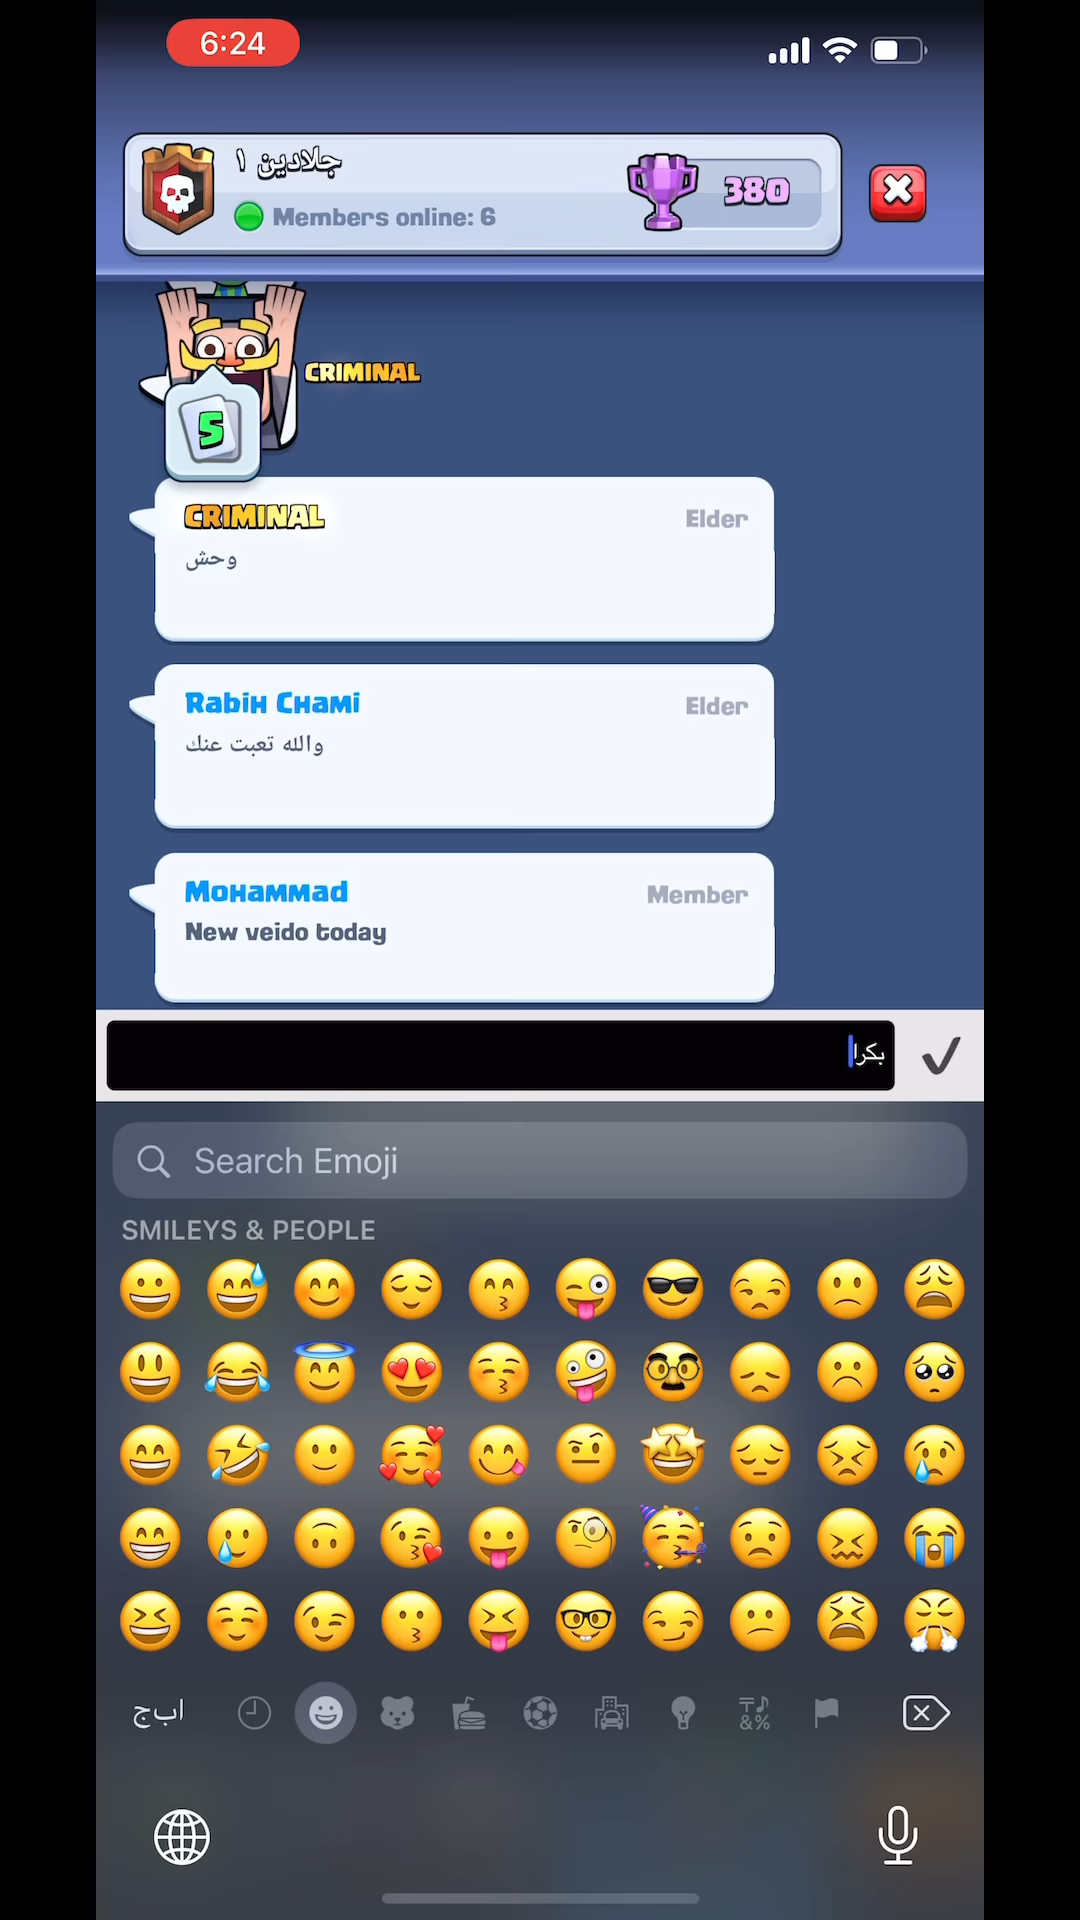 6:24
جلادين ١
Members online: 6
380
CRIMINAL
5
CRIMINAL
Elder
وحش
Rabih Chami
Elder
والله تعبت عنك
Mohammad
Member
New veido today
بكرا
Search Emoji
SMILEYS & PEOPLE
ا ب ج
&%